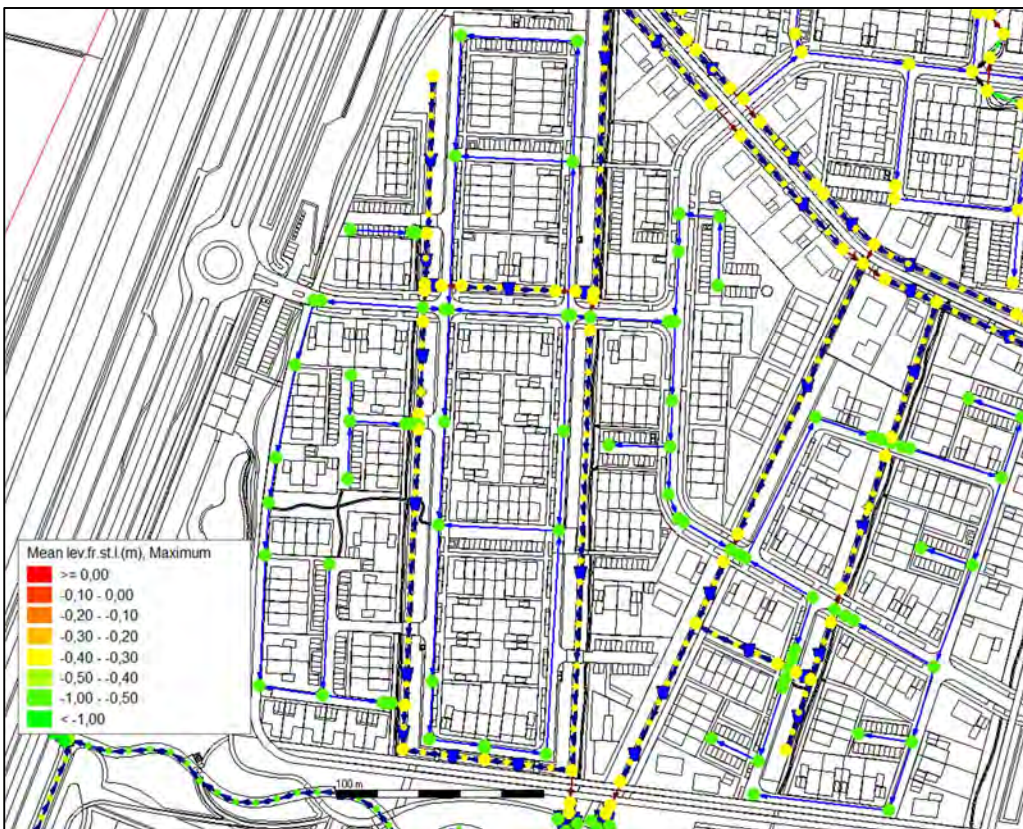 Mean lev.fr.st.l.(m), Maximum
>= 0,00
-0,10 - 0,00
-0,20 - -0,10
-0,30 - -0,20
-0,40 - -0,30
-0,50 - -0,40
-1,00 - -0,50
< -1,00
100 m